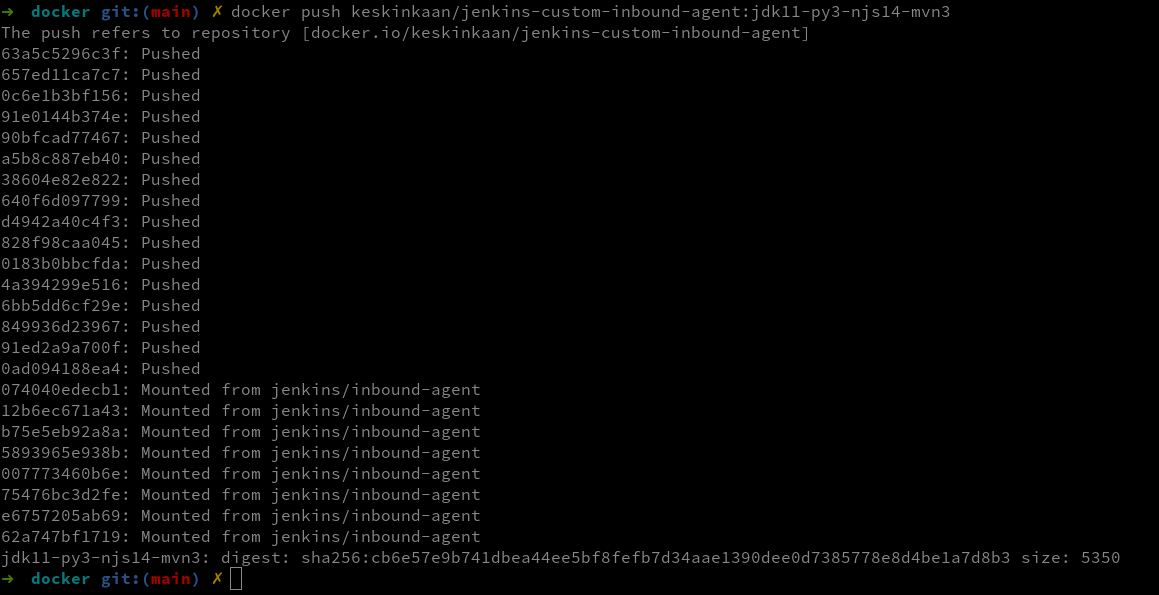 ➜ docker git:(main) ✗ docker push keskinkaan/jenkins-custom-inbound-agent:jdk11-py3-njs14-mvn3
The push refers to repository [docker.io/keskinkaan/jenkins-custom-inbound-agent]
63a5c5296c3f: Pushed
657ed11ca7c7: Pushed
0c6e1b3bf156: Pushed
91e0144b374e: Pushed
90bfcad77467: Pushed
a5b8c887eb40: Pushed
38604e82e822: Pushed
640f6d097799: Pushed
d4942a40c4f3: Pushed
828f98caa045: Pushed
0183b0bbcfda: Pushed
4a394299e516: Pushed
6bb5dd6cf29e: Pushed
849936d23967: Pushed
91ed2a9a700f: Pushed
0ad094188ea4: Pushed
074040edecb1: Mounted from jenkins/inbound-agent
12b6ec671a43: Mounted from jenkins/inbound-agent
b75e5eb92a8a: Mounted from jenkins/inbound-agent
5893965e938b: Mounted from jenkins/inbound-agent
007773460b6e: Mounted from jenkins/inbound-agent
75476bc3d2fe: Mounted from jenkins/inbound-agent
e6757205ab69: Mounted from jenkins/inbound-agent
62a747bf1719: Mounted from jenkins/inbound-agent
jdk11-py3-njs14-mvn3: digest: sha256:cb6e57e9b741dbea44ee5bf8fefb7d34aae1390dee0d7385778e8d4be1a7d8b3 size: 5350
➜ docker git:(main) ✗